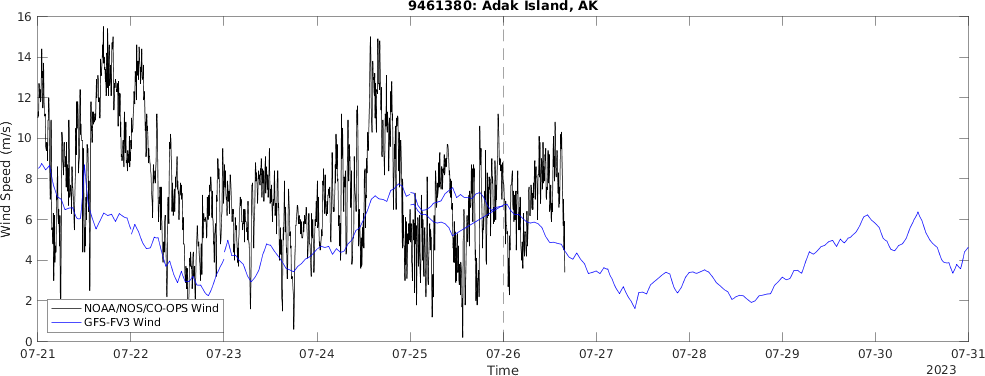 9461380: Adak Island, AK
16
14
12
10
8
6
4
2
0
Wind Speed (m/s)
NOAA/NOS/CO-OPS Wind
GFS-FV3 Wind
07-21 07-22 07-23 07-24 07-25 07-26 07-27 07-28 07-29 07-30 07-31
Time
2023